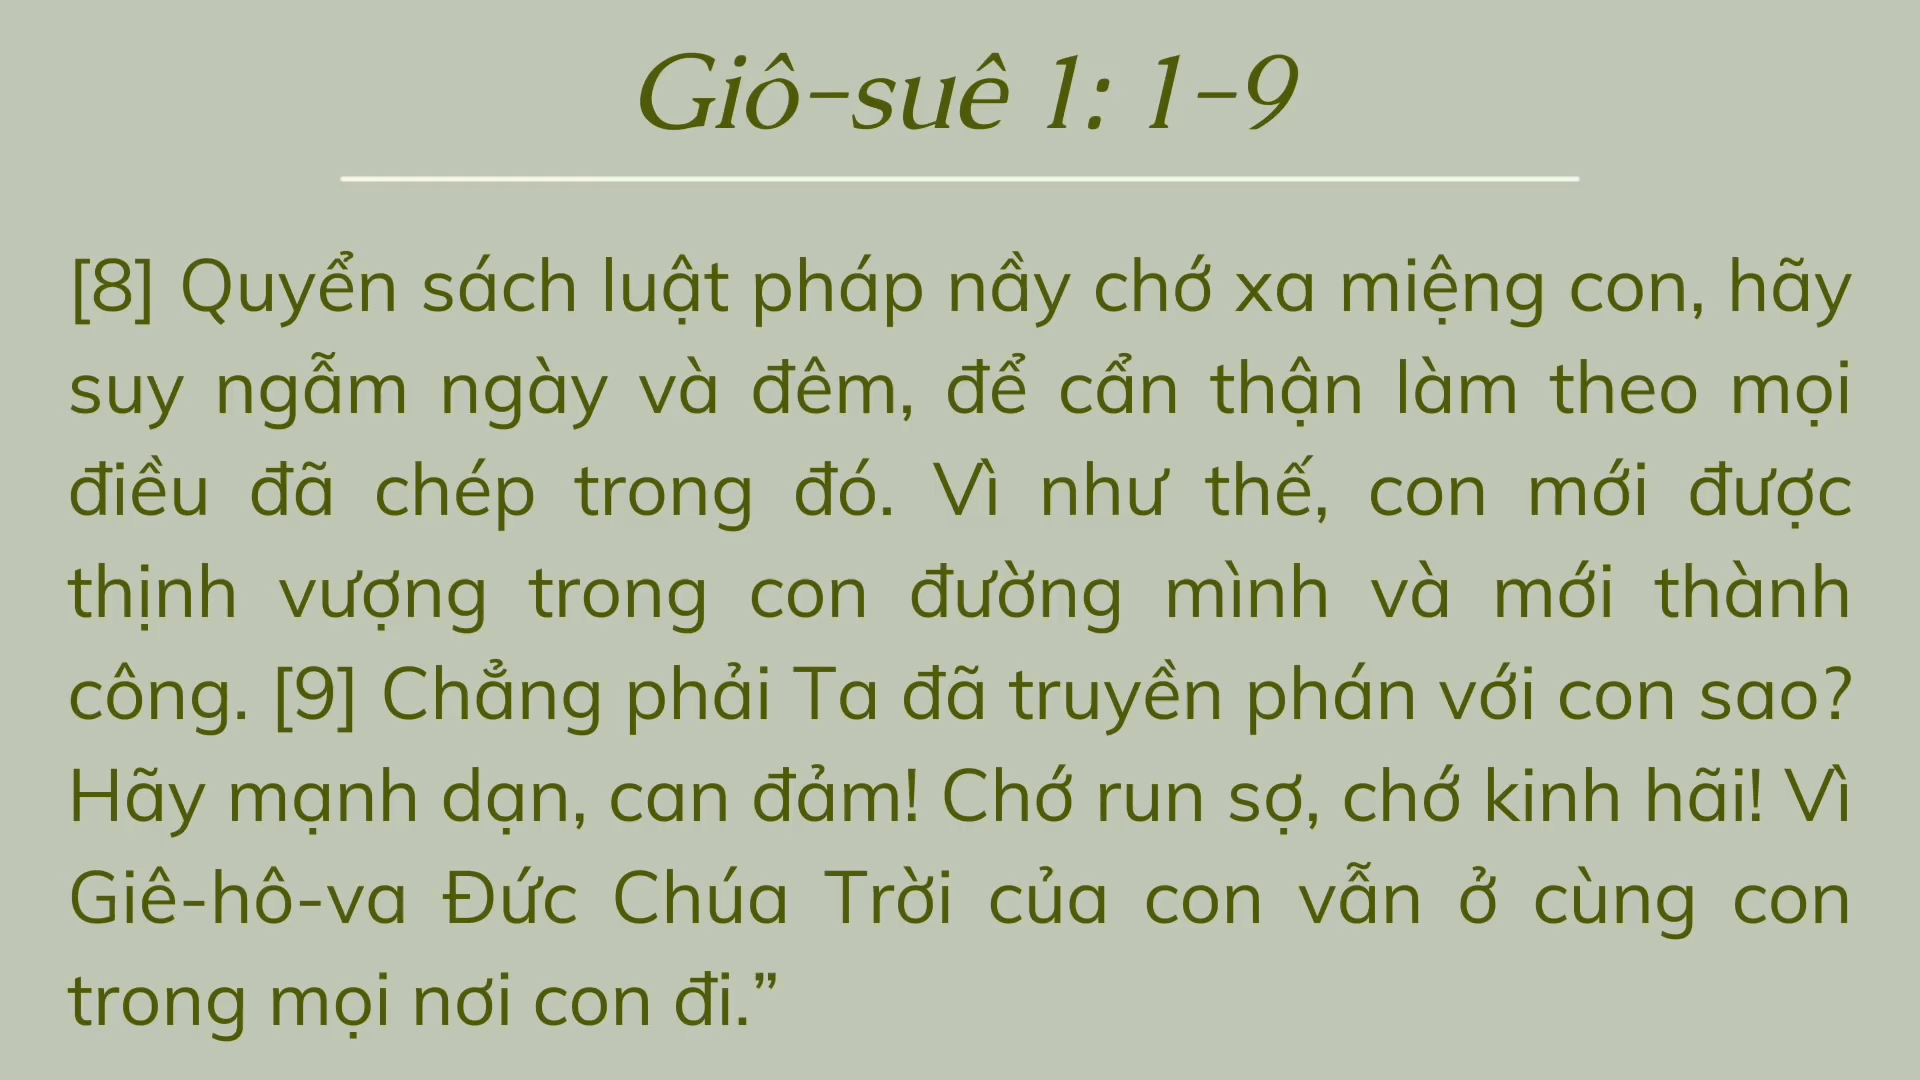 Giô-suê 1: 1-9
[8] Quyển sách luật pháp nầy chớ xa miệng con, hãy
suy ngẫm ngày và đêm, để cẩn thận làm theo mọi
điều đã chép trong đó. Vì như thế, con mới được
thịnh vượng trong con đường mình và mới thành
công. [9] Chẳng phải Ta đã truyền phán với con sao?
Hãy mạnh dạn, can đảm! Chớ run sợ, chớ kinh hãi! Vì
Giê-hô-va Đức Chúa Trời của con vẫn ở cùng con
trong mọi nơi con đi.”